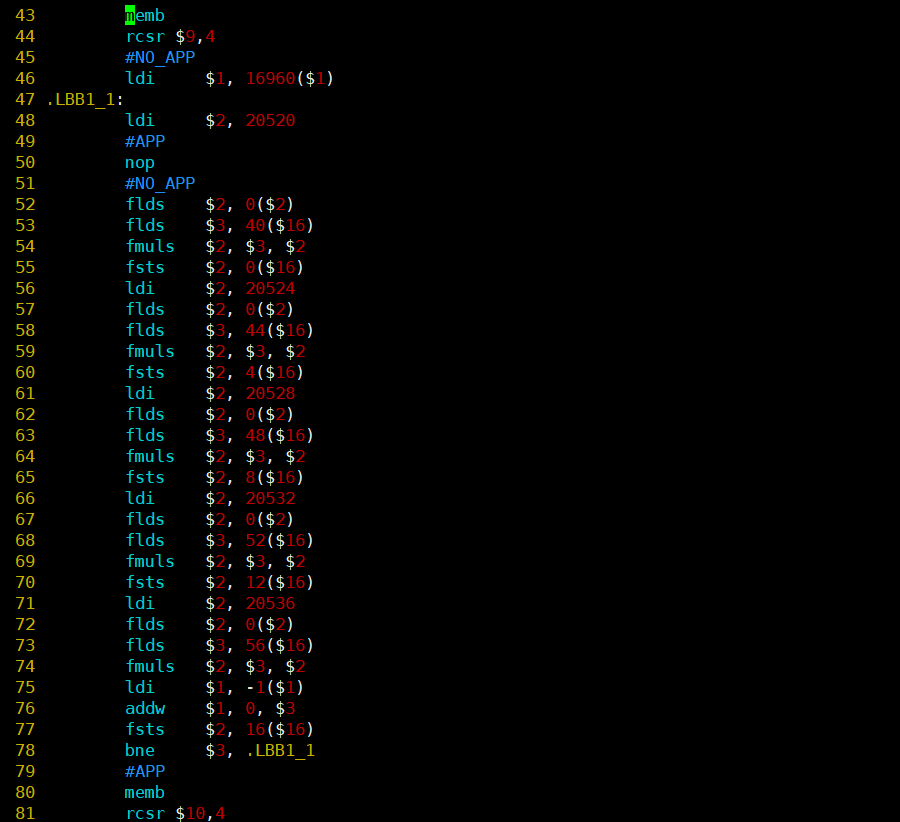 43 memb
44 rcsr $9,4
45 #NO_APP
46 ldi $1, 16960($1)
47 .LBB1_1:
48 ldi $2, 20520
49 #APP
50 nop
51 #NO_APP
52 flds $2, 0($2)
53 flds $3, 40($16)
54 fmuls $2, $3, $2
55 fsts $2, 0($16)
56 ldi $2, 20524
57 flds $2, 0($2)
58 flds $3, 44($16)
59 fmuls $2, $3, $2
60 fsts $2, 4($16)
61 ldi $2, 20528
62 flds $2, 0($2)
63 flds $3, 48($16)
64 fmuls $2, $3, $2
65 fsts $2, 8($16)
66 ldi $2, 20532
67 flds $2, 0($2)
68 flds $3, 52($16)
69 fmuls $2, $3, $2
70 fsts $2, 12($16)
71 ldi $2, 20536
72 flds $2, 0($2)
73 flds $3, 56($16)
74 fmuls $2, $3, $2
75 ldi $1, -1($1)
76 addw $1, 0, $3
77 fsts $2, 16($16)
78 bne $3, .LBB1_1
79 #APP
80 memb
81 rcsr $10,4